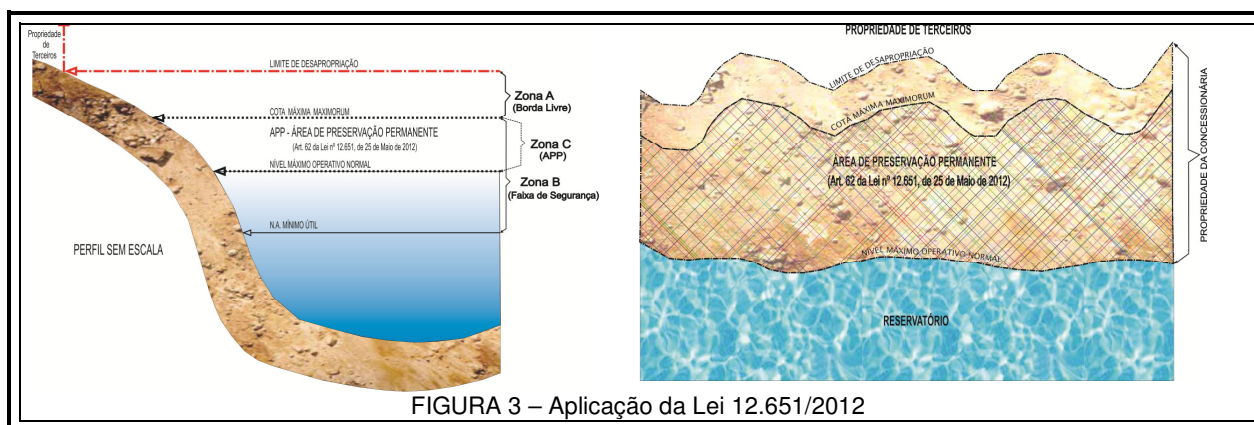 Propriedade
de
Terceiros
LIMITE DE DESAPROPRIAÇÃO
Zona A
(Borda Livre)
COTA MÁXIMA MAXIMORUM
APP - ÁREA DE PRESERVAÇÃO PERMANENTE
(Art. 62 da Lei nº 12.651, de 25 de Maio de 2012)
Zona C
(APP)
NÍVEL MÁXIMO OPERATIVO NORMAL
Zona B
(Faixa de Segurança)
N.A. MÍNIMO ÚTIL
PERFIL SEM ESCALA
PROPRIEDADE DE TERCEIROS
LIMITE DE DESAPROPRIAÇÃO
COTA MÁXIMA MAXIMORUM
ÁREA DE PRESERVAÇÃO PERMANENTE
(Art. 62 da Lei nº 12.651, de 25 de Maio de 2012)
NÍVEL MÁXIMO OPERATIVO NORMAL
RESERVATÓRIO
PROPRIEDADE DA CONCESSIONÁRIA
FIGURA 3 – Aplicação da Lei 12.651/2012